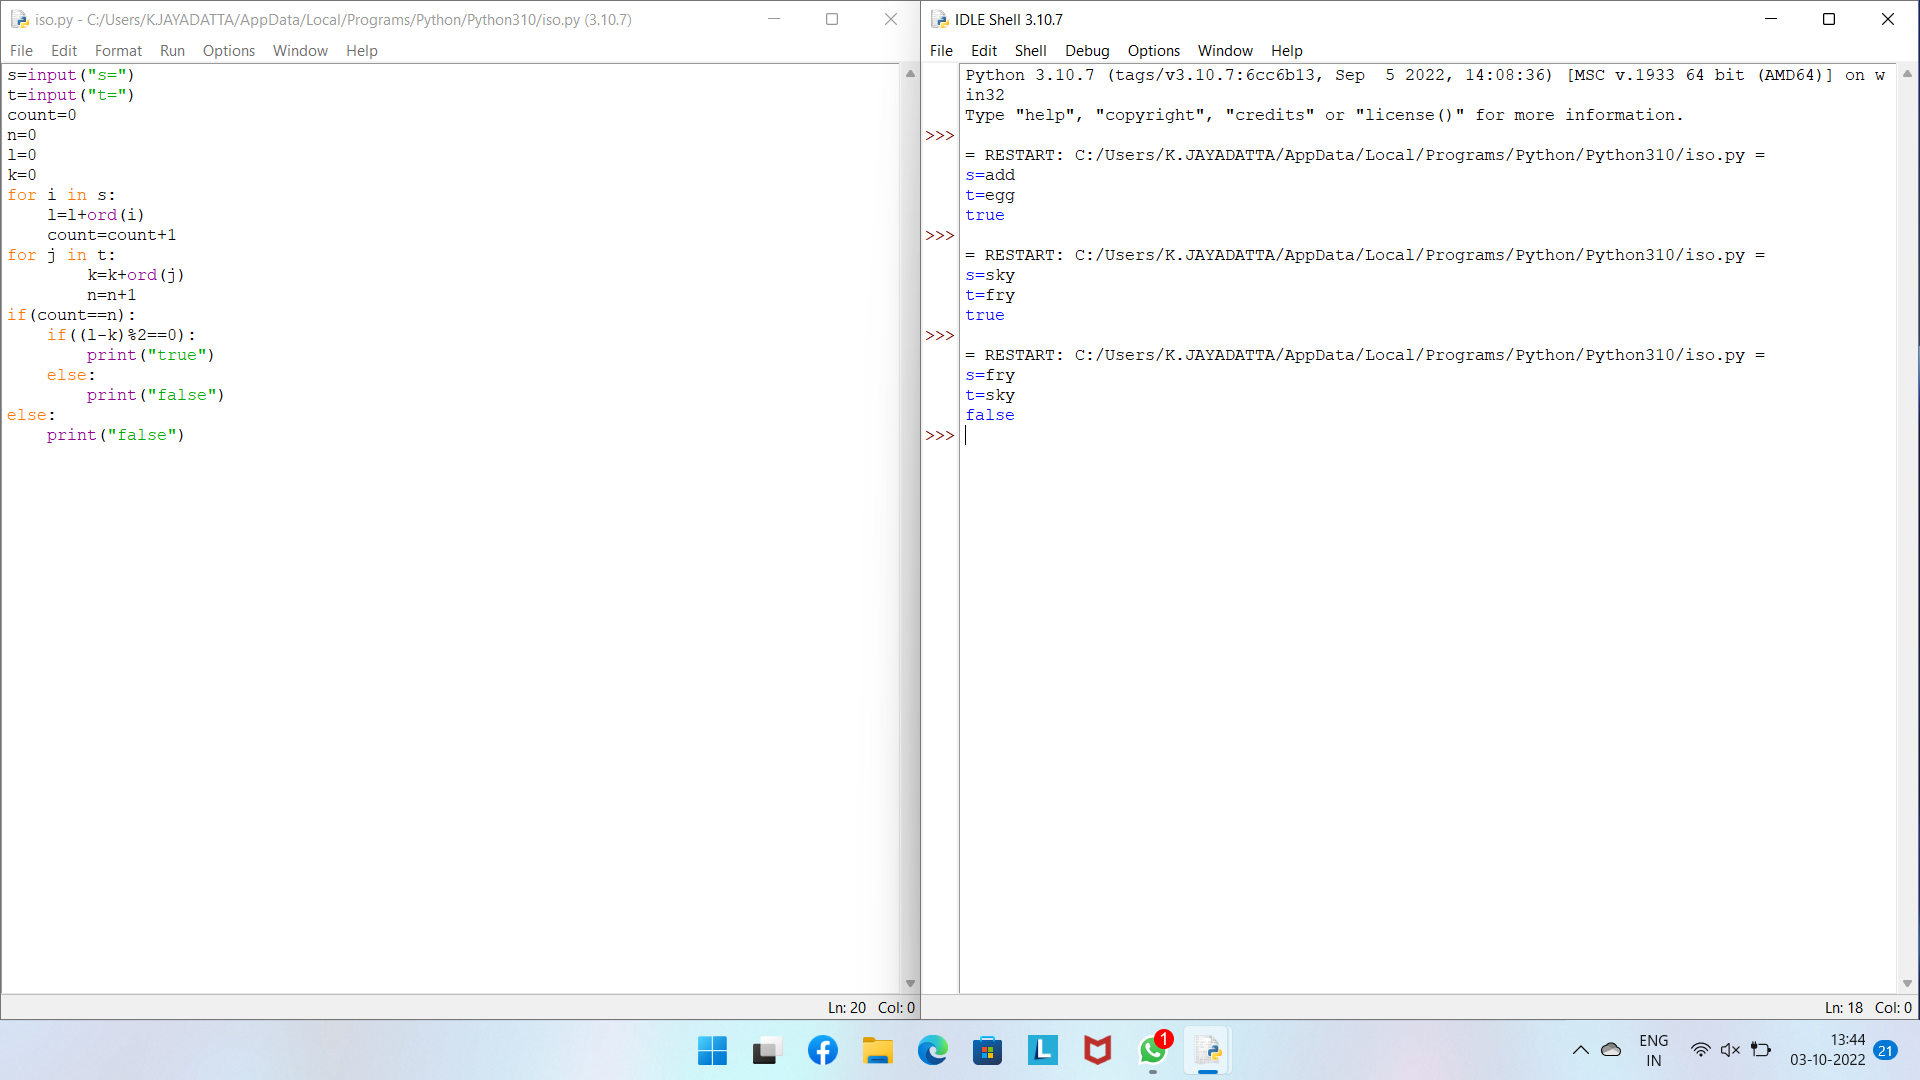 iso.py - C:/Users/K.JAYADATTA/AppData/Local/Programs/Python/Python310/iso.py (3.10.7)
File Edit Format Run Options Window Help
s=input("s=")
t=input("t=")
count=0
n=0
l=0
k=0
for i in s:
    l=l+ord(i)
    count=count+1
for j in t:
        k=k+ord(j)
        n=n+1
if(count==n):
    if((l-k)%2==0):
        print("true")
    else:
        print("false")
else:
    print("false")
Ln: 20 Col: 0
IDLE Shell 3.10.7
File Edit Shell Debug Options Window Help
Python 3.10.7 (tags/v3.10.7:6cc6b13, Sep  5 2022, 14:08:36) [MSC v.1933 64 bit (AMD64)] on w
in32
Type "help", "copyright", "credits" or "license()" for more information.
>>>
= RESTART: C:/Users/K.JAYADATTA/AppData/Local/Programs/Python/Python310/iso.py =
s=add
t=egg
true
>>>
= RESTART: C:/Users/K.JAYADATTA/AppData/Local/Programs/Python/Python310/iso.py =
s=sky
t=fry
true
>>>
= RESTART: C:/Users/K.JAYADATTA/AppData/Local/Programs/Python/Python310/iso.py =
s=fry
t=sky
false
>>>
Ln: 18 Col: 0
L
1
ENG
IN
13:44
03-10-2022
21